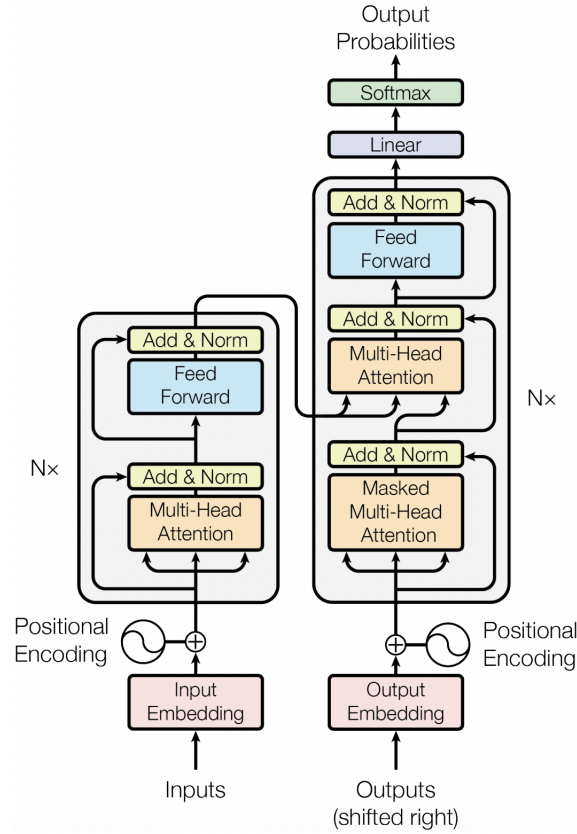 Output
Probabilities
Softmax
Linear
Add & Norm
Feed
Forward
Add & Norm
Multi-Head
Attention
Nx
Add & Norm
Masked
Multi-Head
Attention
Add & Norm
Feed
Forward
Nx
Add & Norm
Multi-Head
Attention
Positional
Encoding
Positional
Encoding
Input
Embedding
Output
Embedding
Inputs
Outputs
(shifted right)